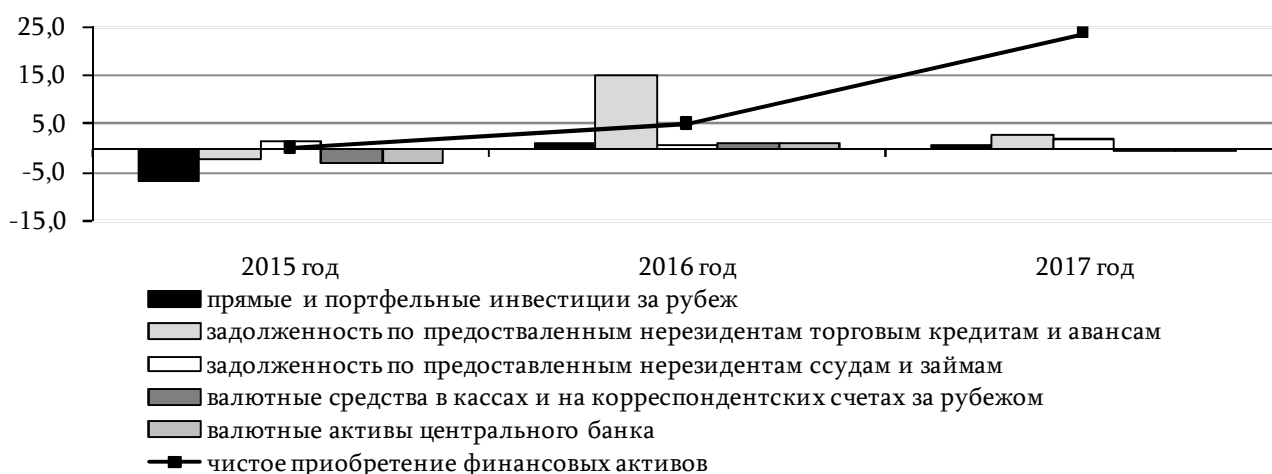 25,0
15,0
5,0
-5,0
-15,0
2015 год 2016 год 2017 год
прямые и портфельные инвестиции за рубеж
задолженность по предостваленным нерезидентам торговым кредитам и авансам
задолженность по предоставленным нерезидентам ссудам и займам
валютные средства в кассах и на корреспондентских счетах за рубежом
валютные активы центрального банка
чистое приобретение финансовых активов